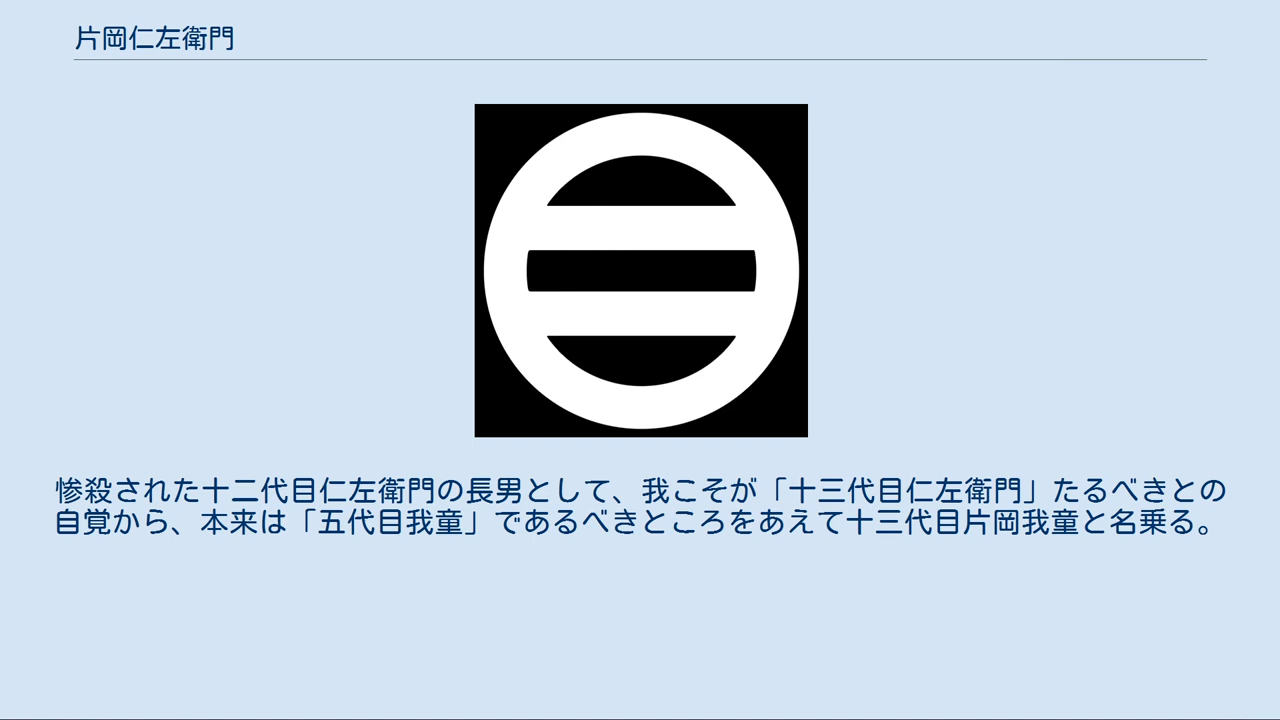 片岡仁左衛門
惨殺された十二代目仁左衛門の長男として、我こそが「十三代目仁左衛門」たるべきとの
自覚から、本来は「五代目我童」であるべきところをあえて十三代目片岡我童と名乗る。